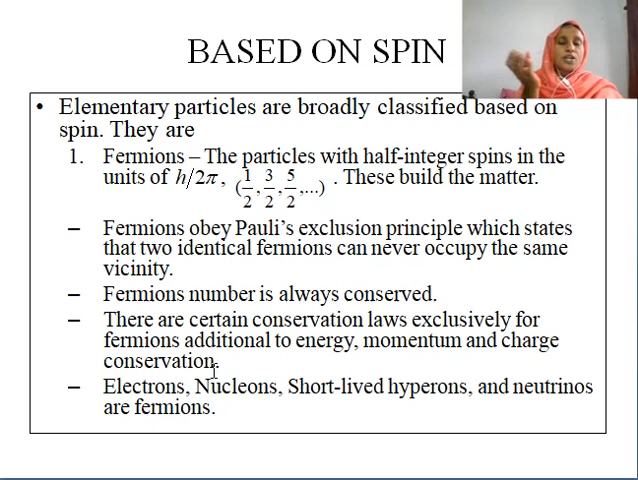 BASED ON SPIN
• Elementary particles are broadly classified based on
spin. They are
1. Fermions – The particles with half-integer spins in the
units of h/2π, (1/2, 3/2, 5/2,...) . These build the matter.
– Fermions obey Pauli's exclusion principle which states
that two identical fermions can never occupy the same
vicinity.
– Fermions number is always conserved.
– There are certain conservation laws exclusively for
fermions additional to energy, momentum and charge
conservation.
– Electrons, Nucleons, Short-lived hyperons, and neutrinos
are fermions.